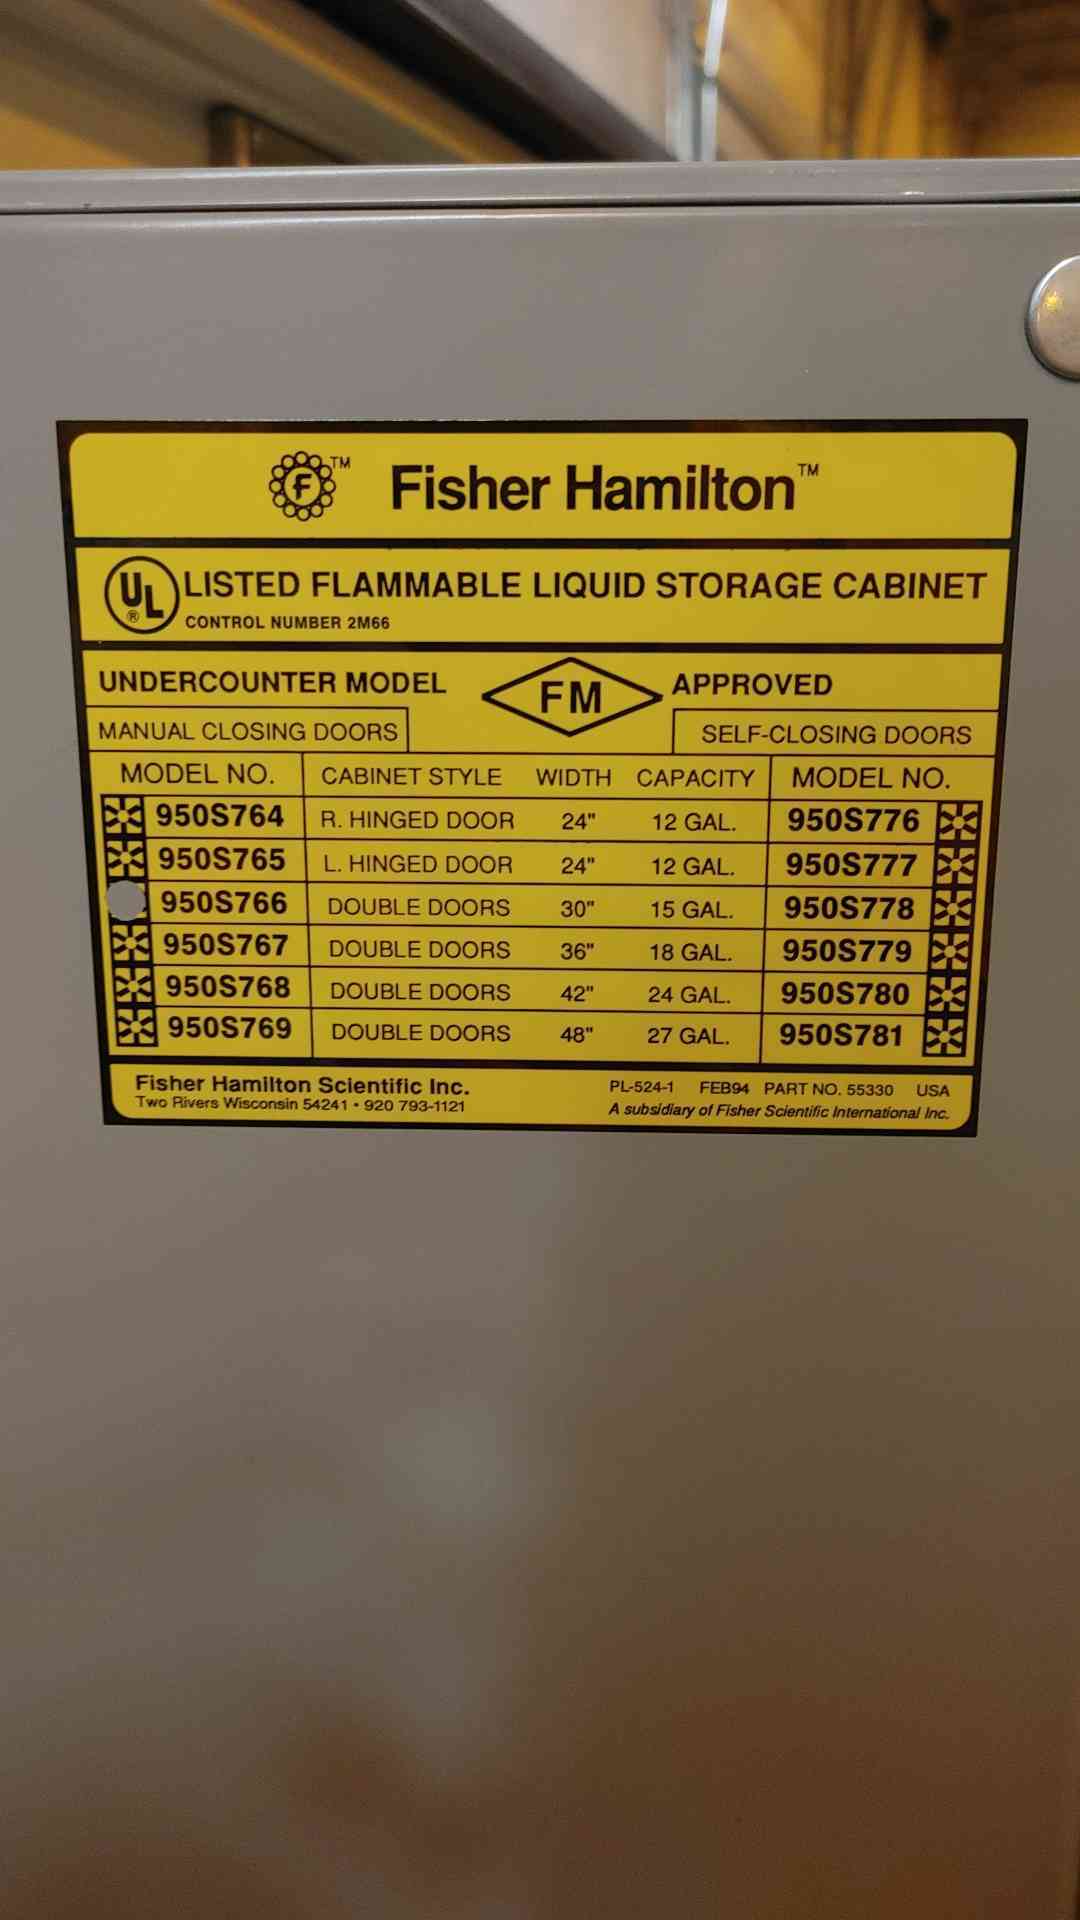 F TM Fisher Hamilton™
UL® LISTED FLAMMABLE LIQUID STORAGE CABINET
CONTROL NUMBER 2M66
UNDERCOUNTER MODEL FM APPROVED
MANUAL CLOSING DOORS SELF-CLOSING DOORS
MODEL NO. CABINET STYLE WIDTH CAPACITY MODEL NO.
950S764 R. HINGED DOOR 24" 12 GAL. 950S776
950S765 L. HINGED DOOR 24" 12 GAL. 950S777
950S766 DOUBLE DOORS 30" 15 GAL. 950S778
950S767 DOUBLE DOORS 36" 18 GAL. 950S779
950S768 DOUBLE DOORS 42" 24 GAL. 950S780
950S769 DOUBLE DOORS 48" 27 GAL. 950S781
Fisher Hamilton Scientific Inc. PL-524-1 FEB94 PART NO. 55330 USA
Two Rivers Wisconsin 54241 • 920 793-1121 A subsidiary of Fisher Scientific International Inc.